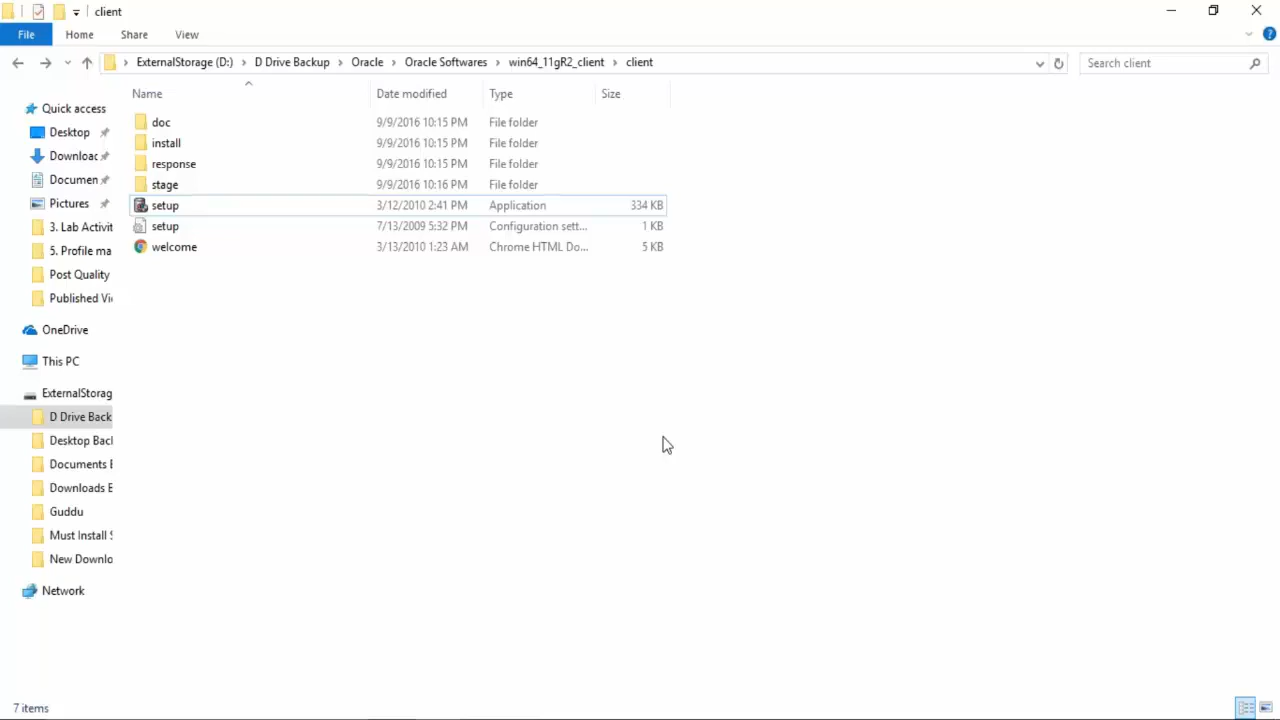 client
File Home Share View
ExternalStorage (D:) D Drive Backup Oracle Oracle Softwares win64_11gR2_client client
Search client
Name Date modified Type Size
Quick access
Desktop
Downloac
Documen
Pictures
3. Lab Activit
5. Profile ma
Post Quality
Published Vi
OneDrive
This PC
ExternalStorag
D Drive Back
Desktop Bacl
Documents B
Downloads B
Guddu
Must Install S
New Downlo
Network
doc 9/9/2016 10:15 PM File folder
install 9/9/2016 10:15 PM File folder
response 9/9/2016 10:15 PM File folder
stage 9/9/2016 10:16 PM File folder
setup 3/12/2010 2:41 PM Application 334 KB
setup 7/13/2009 5:32 PM Configuration sett... 1 KB
welcome 3/13/2010 1:23 AM Chrome HTML Do... 5 KB
7 items